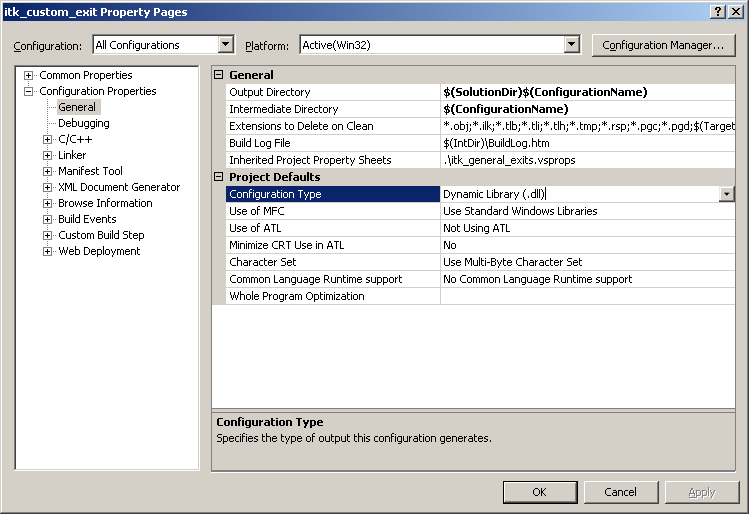 itk_custom_exit Property Pages
Configuration: All Configurations Platform: Active(Win32) Configuration Manager...
Common Properties
Configuration Properties
General
Debugging
C/C++
Linker
Manifest Tool
XML Document Generator
Browse Information
Build Events
Custom Build Step
Web Deployment
General
Output Directory $(SolutionDir)$(ConfigurationName)
Intermediate Directory $(ConfigurationName)
Extensions to Delete on Clean *.obj;*.ilk;*.tlb;*.tli;*.tlh;*.tmp;*.rsp;*.pgc;*.pgd;$(Target
Build Log File $(IntDir)\BuildLog.htm
Inherited Project Property Sheets .\itk_general_exits.vsprops
Project Defaults
Configuration Type Dynamic Library (.dll)
Use of MFC Use Standard Windows Libraries
Use of ATL Not Using ATL
Minimize CRT Use in ATL No
Character Set Use Multi-Byte Character Set
Common Language Runtime support No Common Language Runtime support
Whole Program Optimization
Configuration Type
Specifies the type of output this configuration generates.
OK Cancel Apply